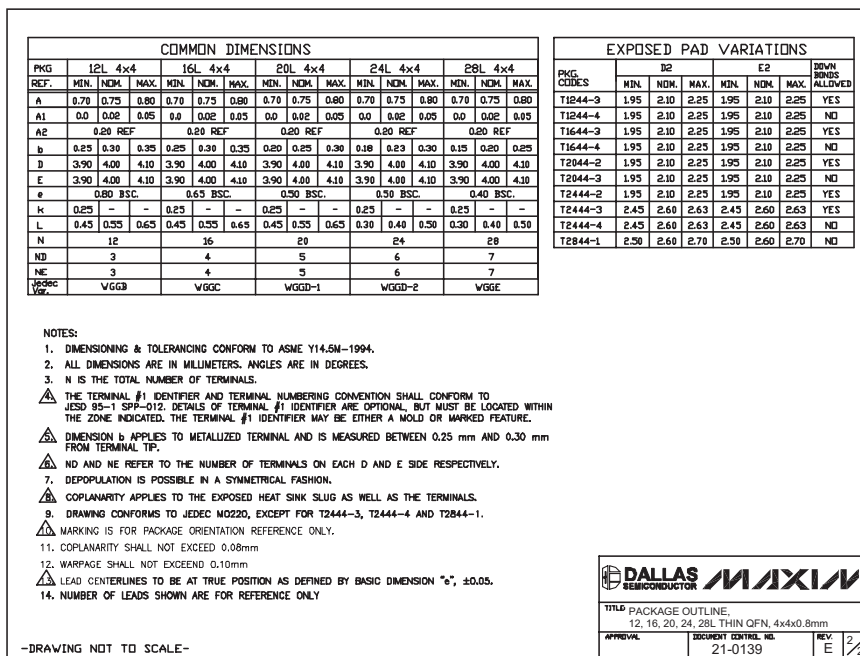 COMMON DIMENSIONS
PKG 12L 4x4 16L 4x4 20L 4x4 24L 4x4 28L 4x4
REF. MIN. NOM. MAX. MIN. NOM. MAX. MIN. NOM. MAX. MIN. NOM. MAX. MIN. NOM. MAX.
A 0.70 0.75 0.80 0.70 0.75 0.80 0.70 0.75 0.80 0.70 0.75 0.80 0.70 0.75 0.80
A1 0.0 0.02 0.05 0.0 0.02 0.05 0.0 0.02 0.05 0.0 0.02 0.05 0.0 0.02 0.05
A2 0.20 REF 0.20 REF 0.20 REF 0.20 REF 0.20 REF
b 0.25 0.30 0.35 0.25 0.30 0.35 0.20 0.25 0.30 0.18 0.23 0.30 0.15 0.20 0.25
D 3.90 4.00 4.10 3.90 4.00 4.10 3.90 4.00 4.10 3.90 4.00 4.10 3.90 4.00 4.10
E 3.90 4.00 4.10 3.90 4.00 4.10 3.90 4.00 4.10 3.90 4.00 4.10 3.90 4.00 4.10
e 0.80 BSC. 0.65 BSC. 0.50 BSC. 0.50 BSC. 0.40 BSC.
k 0.25 - - 0.25 - - 0.25 - - 0.25 - - 0.25 - -
L 0.45 0.55 0.65 0.45 0.55 0.65 0.45 0.55 0.65 0.30 0.40 0.50 0.30 0.40 0.50
N 12 16 20 24 28
ND 3 4 5 6 7
NE 3 4 5 6 7
Jedec Var. WGGB WGGC WGGD-1 WGGD-2 WGGE
EXPOSED PAD VARIATIONS
PKG. CODES D2 E2 DOWN BONDS ALLOWED
MIN. NOM. MAX. MIN. NOM. MAX.
T1244-3 1.95 2.10 2.25 1.95 2.10 2.25 YES
T1244-4 1.95 2.10 2.25 1.95 2.10 2.25 NO
T1644-3 1.95 2.10 2.25 1.95 2.10 2.25 YES
T1644-4 1.95 2.10 2.25 1.95 2.10 2.25 NO
T2044-2 1.95 2.10 2.25 1.95 2.10 2.25 YES
T2044-3 1.95 2.10 2.25 1.95 2.10 2.25 NO
T2444-2 1.95 2.10 2.25 1.95 2.10 2.25 YES
T2444-3 2.45 2.60 2.63 2.45 2.60 2.63 YES
T2444-4 2.45 2.60 2.63 2.45 2.60 2.63 NO
T2844-1 2.50 2.60 2.70 2.50 2.60 2.70 NO
NOTES:
1. DIMENSIONING & TOLERANCING CONFORM TO ASME Y14.5M-1994.
2. ALL DIMENSIONS ARE IN MILLIMETERS. ANGLES ARE IN DEGREES.
3. N IS THE TOTAL NUMBER OF TERMINALS.
4. THE TERMINAL #1 IDENTIFIER AND TERMINAL NUMBERING CONVENTION SHALL CONFORM TO
JESD 95-1 SPP-012. DETAILS OF TERMINAL #1 IDENTIFIER ARE OPTIONAL, BUT MUST BE LOCATED WITHIN
THE ZONE INDICATED. THE TERMINAL #1 IDENTIFIER MAY BE EITHER A MOLD OR MARKED FEATURE.
5. DIMENSION b APPLIES TO METALLIZED TERMINAL AND IS MEASURED BETWEEN 0.25 mm AND 0.30 mm
FROM TERMINAL TIP.
6. ND AND NE REFER TO THE NUMBER OF TERMINALS ON EACH D AND E SIDE RESPECTIVELY.
7. DEPOPULATION IS POSSIBLE IN A SYMMETRICAL FASHION.
8. COPLANARITY APPLIES TO THE EXPOSED HEAT SINK SLUG AS WELL AS THE TERMINALS.
9. DRAWING CONFORMS TO JEDEC MO220, EXCEPT FOR T2444-3, T2444-4 AND T2844-1.
10. MARKING IS FOR PACKAGE ORIENTATION REFERENCE ONLY.
11. COPLANARITY SHALL NOT EXCEED 0.08mm
12. WARPAGE SHALL NOT EXCEEND 0.10mm
13. LEAD CENTERLINES TO BE AT TRUE POSITION AS DEFINED BY BASIC DIMENSION "e", ±0.05.
14. NUMBER OF LEADS SHOWN ARE FOR REFERENCE ONLY
-DRAWING NOT TO SCALE-
DALLAS SEMICONDUCTOR MAXIM
TITLE: PACKAGE OUTLINE,
12, 16, 20, 24, 28L THIN QFN, 4x4x0.8mm
APPROVAL DOCUMENT CONTROL NO. REV.
21-0139 E 2/